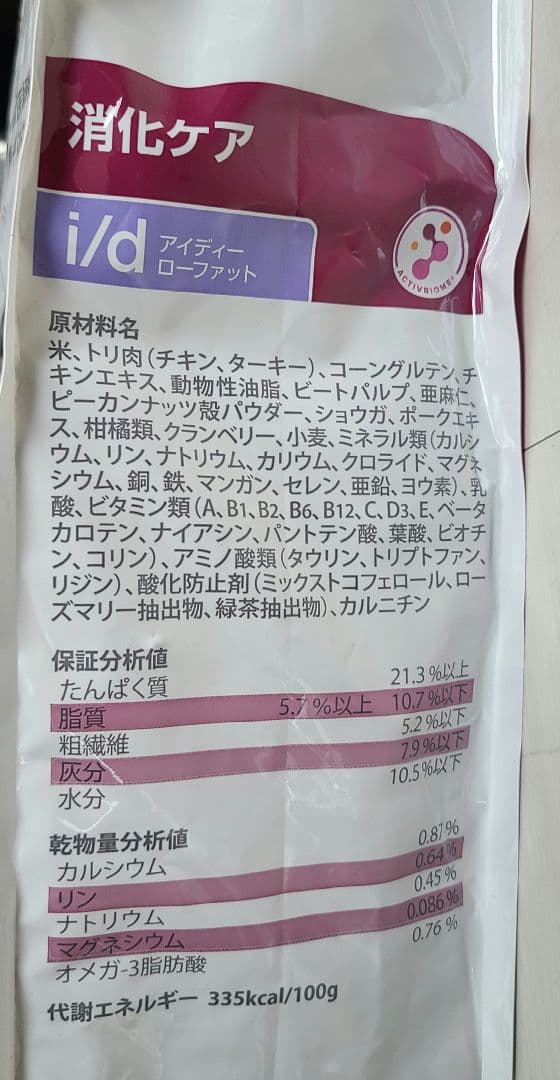 消化ケア
i/d アイディー
ローファット
ACTIVBIOME+
原材料名
米、トリ肉(チキン、ターキー)、コーングルテン、チ
キンエキス、動物性油脂、ビートパルプ、亜麻仁、
ピーカンナッツ殻パウダー、ショウガ、ポークエキ
ス、柑橘類、クランベリー、小麦、ミネラル類(カルシ
ウム、リン、ナトリウム、カリウム、クロライド、マグネ
シウム、銅、鉄、マンガン、セレン、亜鉛、ヨウ素)、乳
酸、ビタミン類(A、B1、B2、B6、B12、C、D3、E、ベータ
カロテン、ナイアシン、パントテン酸、葉酸、ビオチ
ン、コリン)、アミノ酸類(タウリン、トリプトファン、
リジン)、酸化防止剤(ミックストコフェロール、ロー
ズマリー抽出物、緑茶抽出物)、カルニチン
保証分析値
たんぱく質 21.3%以上
脂質 5.7%以上 10.7%以下
粗繊維 5.2%以下
灰分 7.9%以下
水分 10.5%以下
乾物量分析値
カルシウム 0.87%
リン 0.64%
ナトリウム 0.45%
マグネシウム 0.086%
オメガ-3脂肪酸 0.76%
代謝エネルギー 335kcal/100g